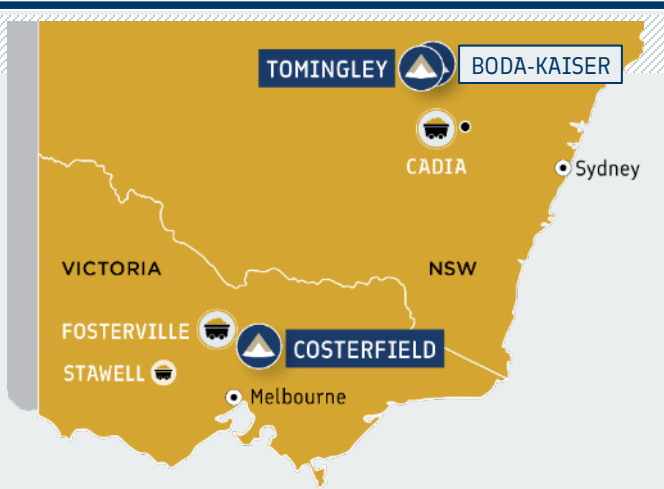 TOMINGLEY
BODA-KAISER
CADIA
Sydney
VICTORIA
NSW
FOSTERVILLE
COSTERFIELD
STAWELL
Melbourne